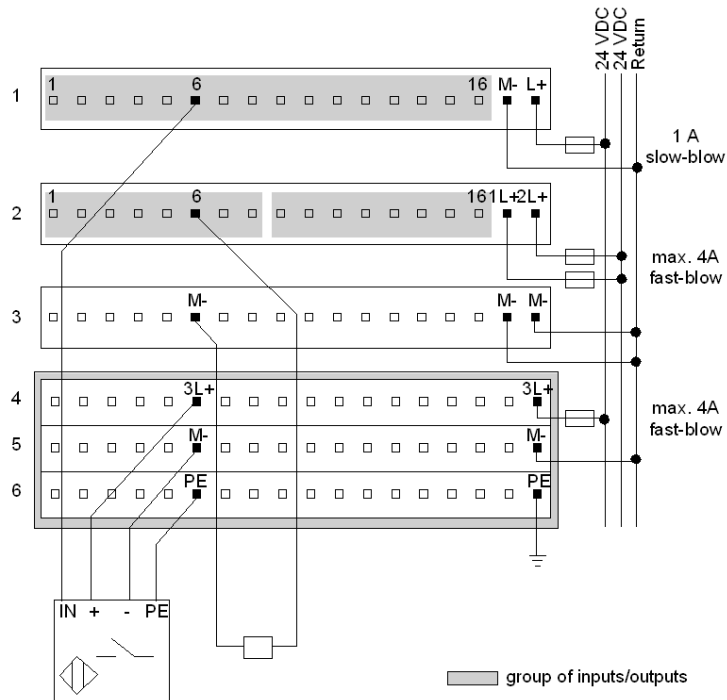 24 VDC
24 VDC
Return
1 6 16 M- L+
1
1 A
slow-blow
1 6 16 1L+ 2L+
2
max. 4A
fast-blow
M- M- M-
3
3L+ 3L+
4
max. 4A
fast-blow
M- M-
5
PE PE
6
IN + - PE
group of inputs/outputs